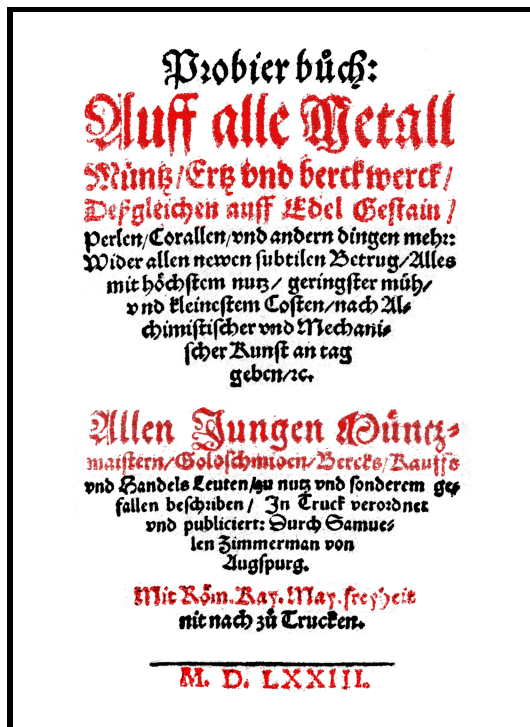 Probier bůch:
Auff alle Metall
Müntz/Ertz vnd berckwerck/
Deßgleichen auff Edel Gestain/
Perlen/Corallen/vnd andern dingen mehr:
Wider allen newen subtilen Betrug/Alles
mit höchstem nutz/ geringster müh/
vnd kleinestem Costen/nach Al-
chimistischer vnd Mechani-
scher Kunst an tag
geben/ꝛc.
Allen Jungen Müntz-
maistern/Goldschmiden/Bercks/Kauffs
vnd Handels Leuten/zu nutz vnd sonderem ge-
fallen beschriben/ In Truck verordnet
vnd publiciert: Durch Samue-
len Zimmerman von
Augspurg.
Mit Röm. Kay. May. freyheit
nit nach zů Trucken.
M. D. LXXIII.